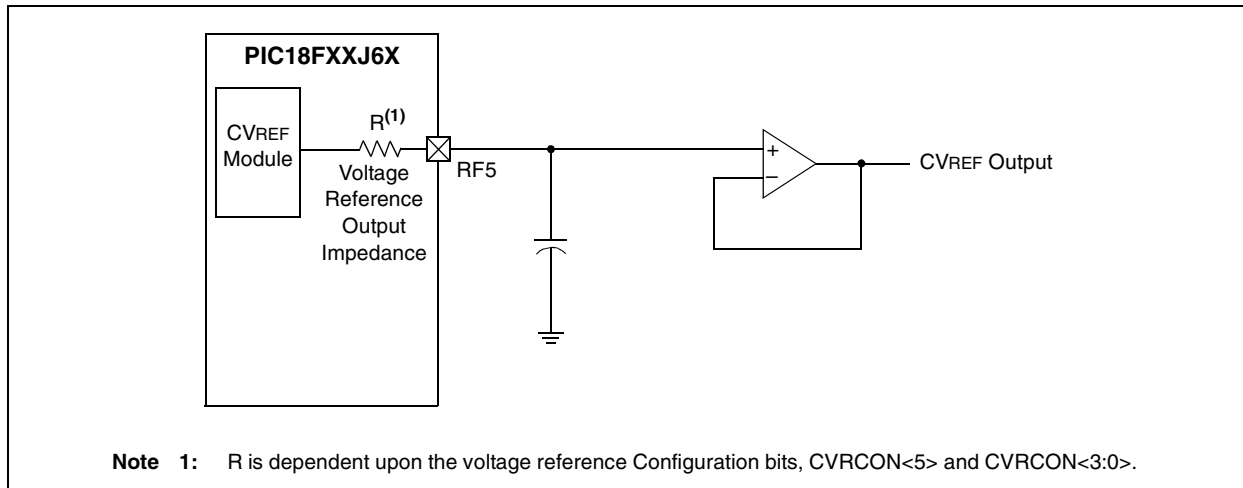 PIC18FXXJ6X
CVREF
Module
R(1)
Voltage
Reference
Output
Impedance
RF5
+
–
CVREF Output
Note 1: R is dependent upon the voltage reference Configuration bits, CVRCON<5> and CVRCON<3:0>.